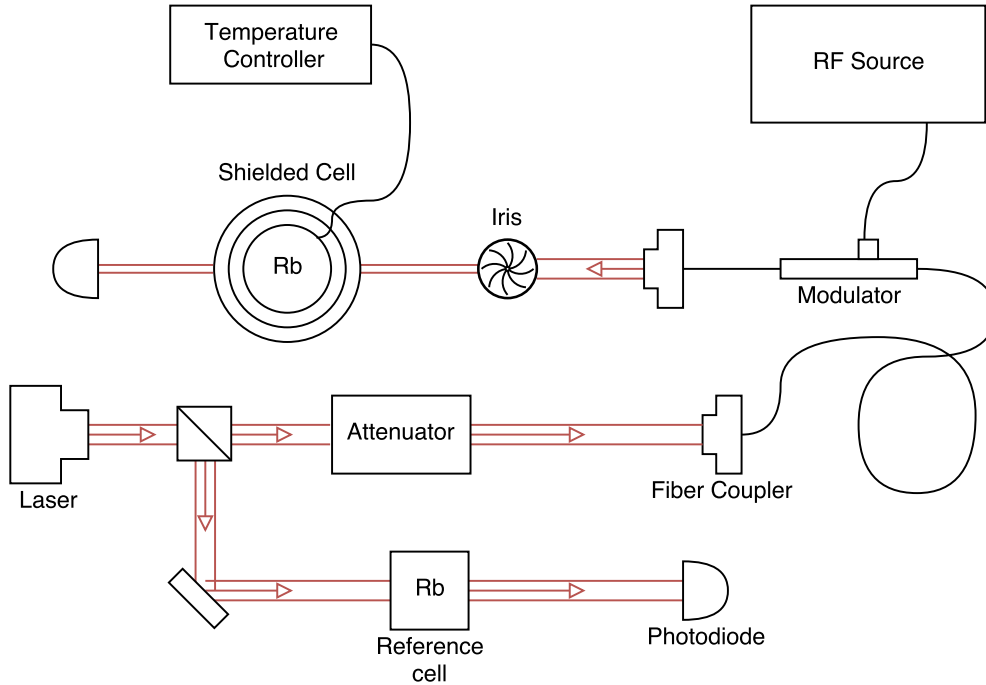 Temperature
Controller
RF Source
Shielded Cell
Iris
Rb
Modulator
Attenuator
Laser
Fiber Coupler
Rb
Reference
cell
Photodiode